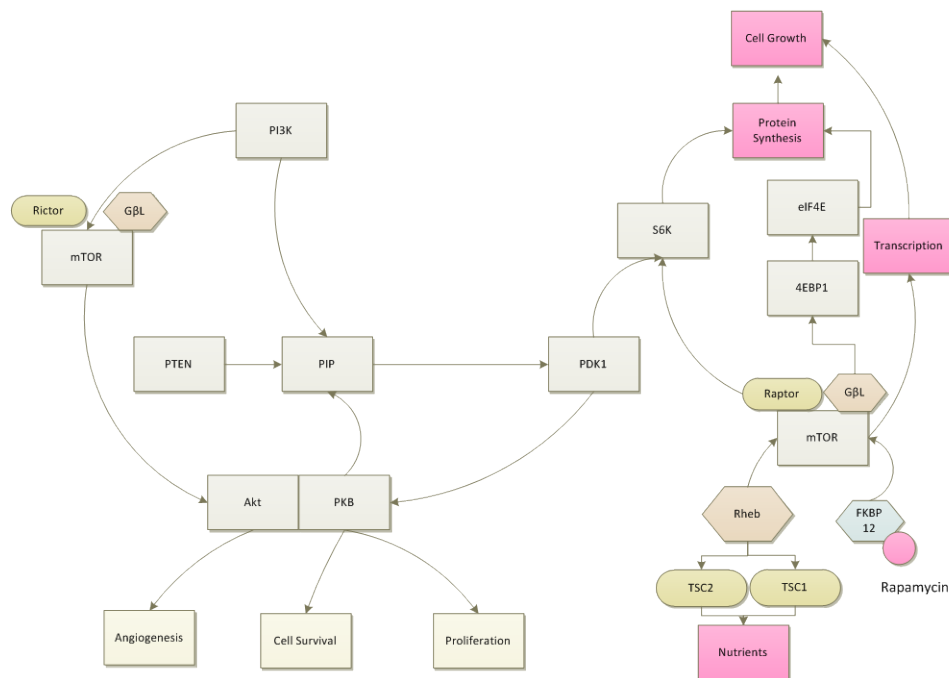 Cell Growth
Protein
Synthesis
PI3K
Rictor
GβL
mTOR
eIF4E
S6K
Transcription
4EBP1
PTEN
PIP
PDK1
Raptor
GβL
mTOR
Akt
PKB
Rheb
FKBP
12
TSC2
TSC1
Rapamycin
Angiogenesis
Cell Survival
Proliferation
Nutrients